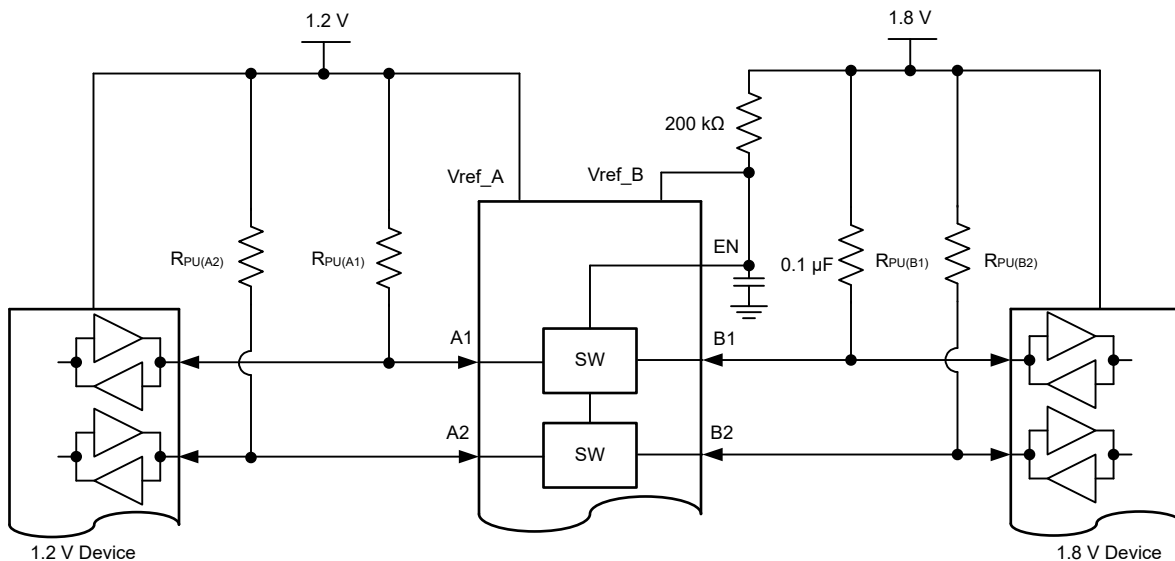 1.2 V
1.8 V
200 kΩ
Vref_A
Vref_B
EN
RPU(A2)
RPU(A1)
0.1 µF
RPU(B1)
RPU(B2)
A1
SW
B1
A2
SW
B2
1.2 V Device
1.8 V Device